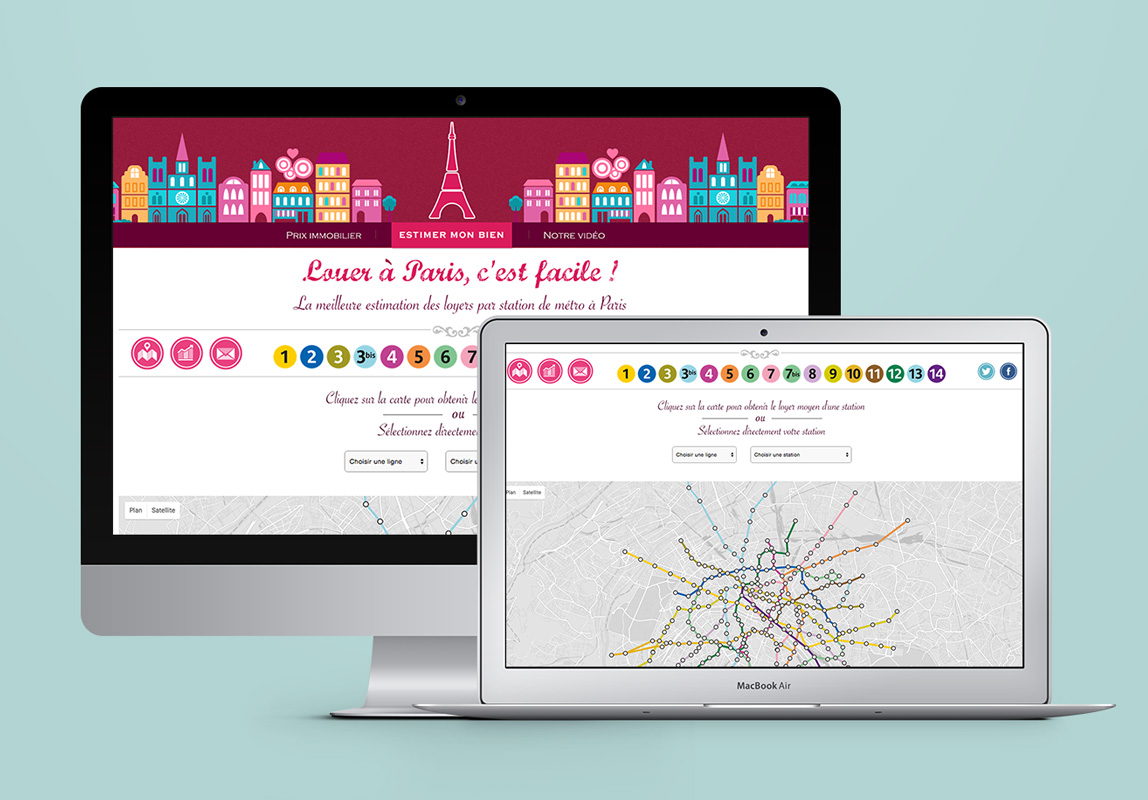 PRIX IMMOBILIER
ESTIMER MON BIEN
NOTRE VIDÉO
Louer à Paris, c'est facile !
La meilleure estimation des loyers par station de métro à Paris
1 2 3 3bis 4 5 6 7
Cliquez sur la carte pour obtenir le
ou
Sélectionnez directeme
Choisir une ligne
Choisir u
Plan Satellite
1 2 3 3bis 4 5 6 7 7bis 8 9 10 11 12 13 14
Cliquez sur la carte pour obtenir le loyer moyen d'une station
ou
Sélectionnez directement votre station
Choisir une ligne
Choisir une station
Plan Satellite
MacBook Air